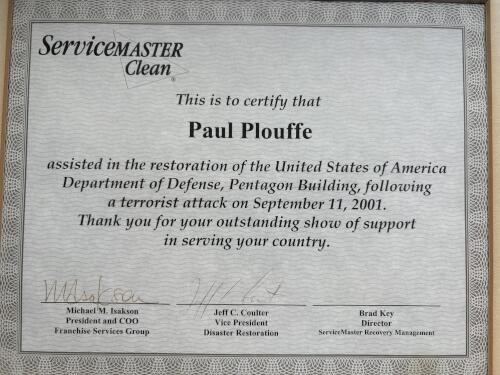 ServiceMASTER
Clean®
This is to certify that
Paul Plouffe
assisted in the restoration of the United States of America
Department of Defense, Pentagon Building, following
a terrorist attack on September 11, 2001.
Thank you for your outstanding show of support
in serving your country.
MMIsakson
Michael M. Isakson Jeff C. Coulter Brad Key
President and COO Vice President Director
Franchise Services Group Disaster Restoration ServiceMaster Recovery Management